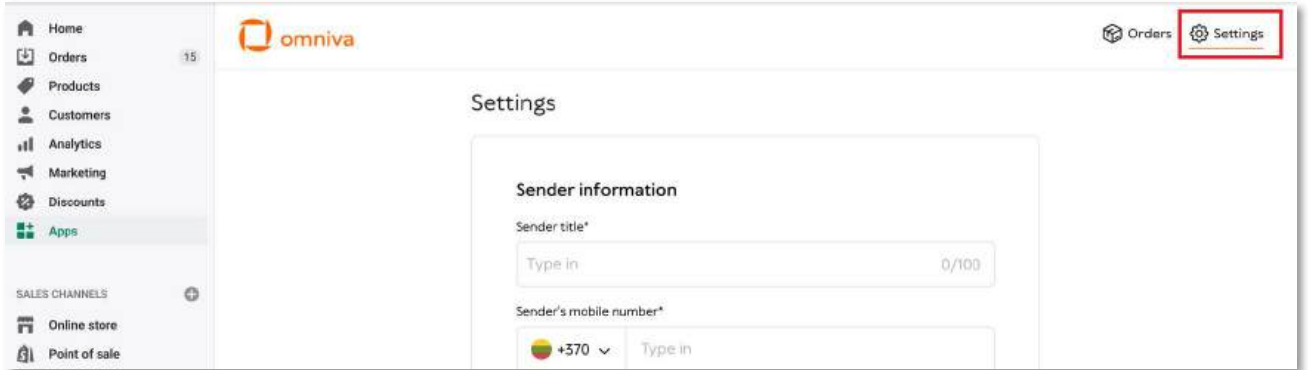 Home
Orders 15
Products
Customers
Analytics
Marketing
Discounts
Apps
SALES CHANNELS
Online store
Point of sale
omniva
Orders Settings
Settings
Sender information
Sender title*
Type in 0/100
Sender's mobile number*
+370 Type in